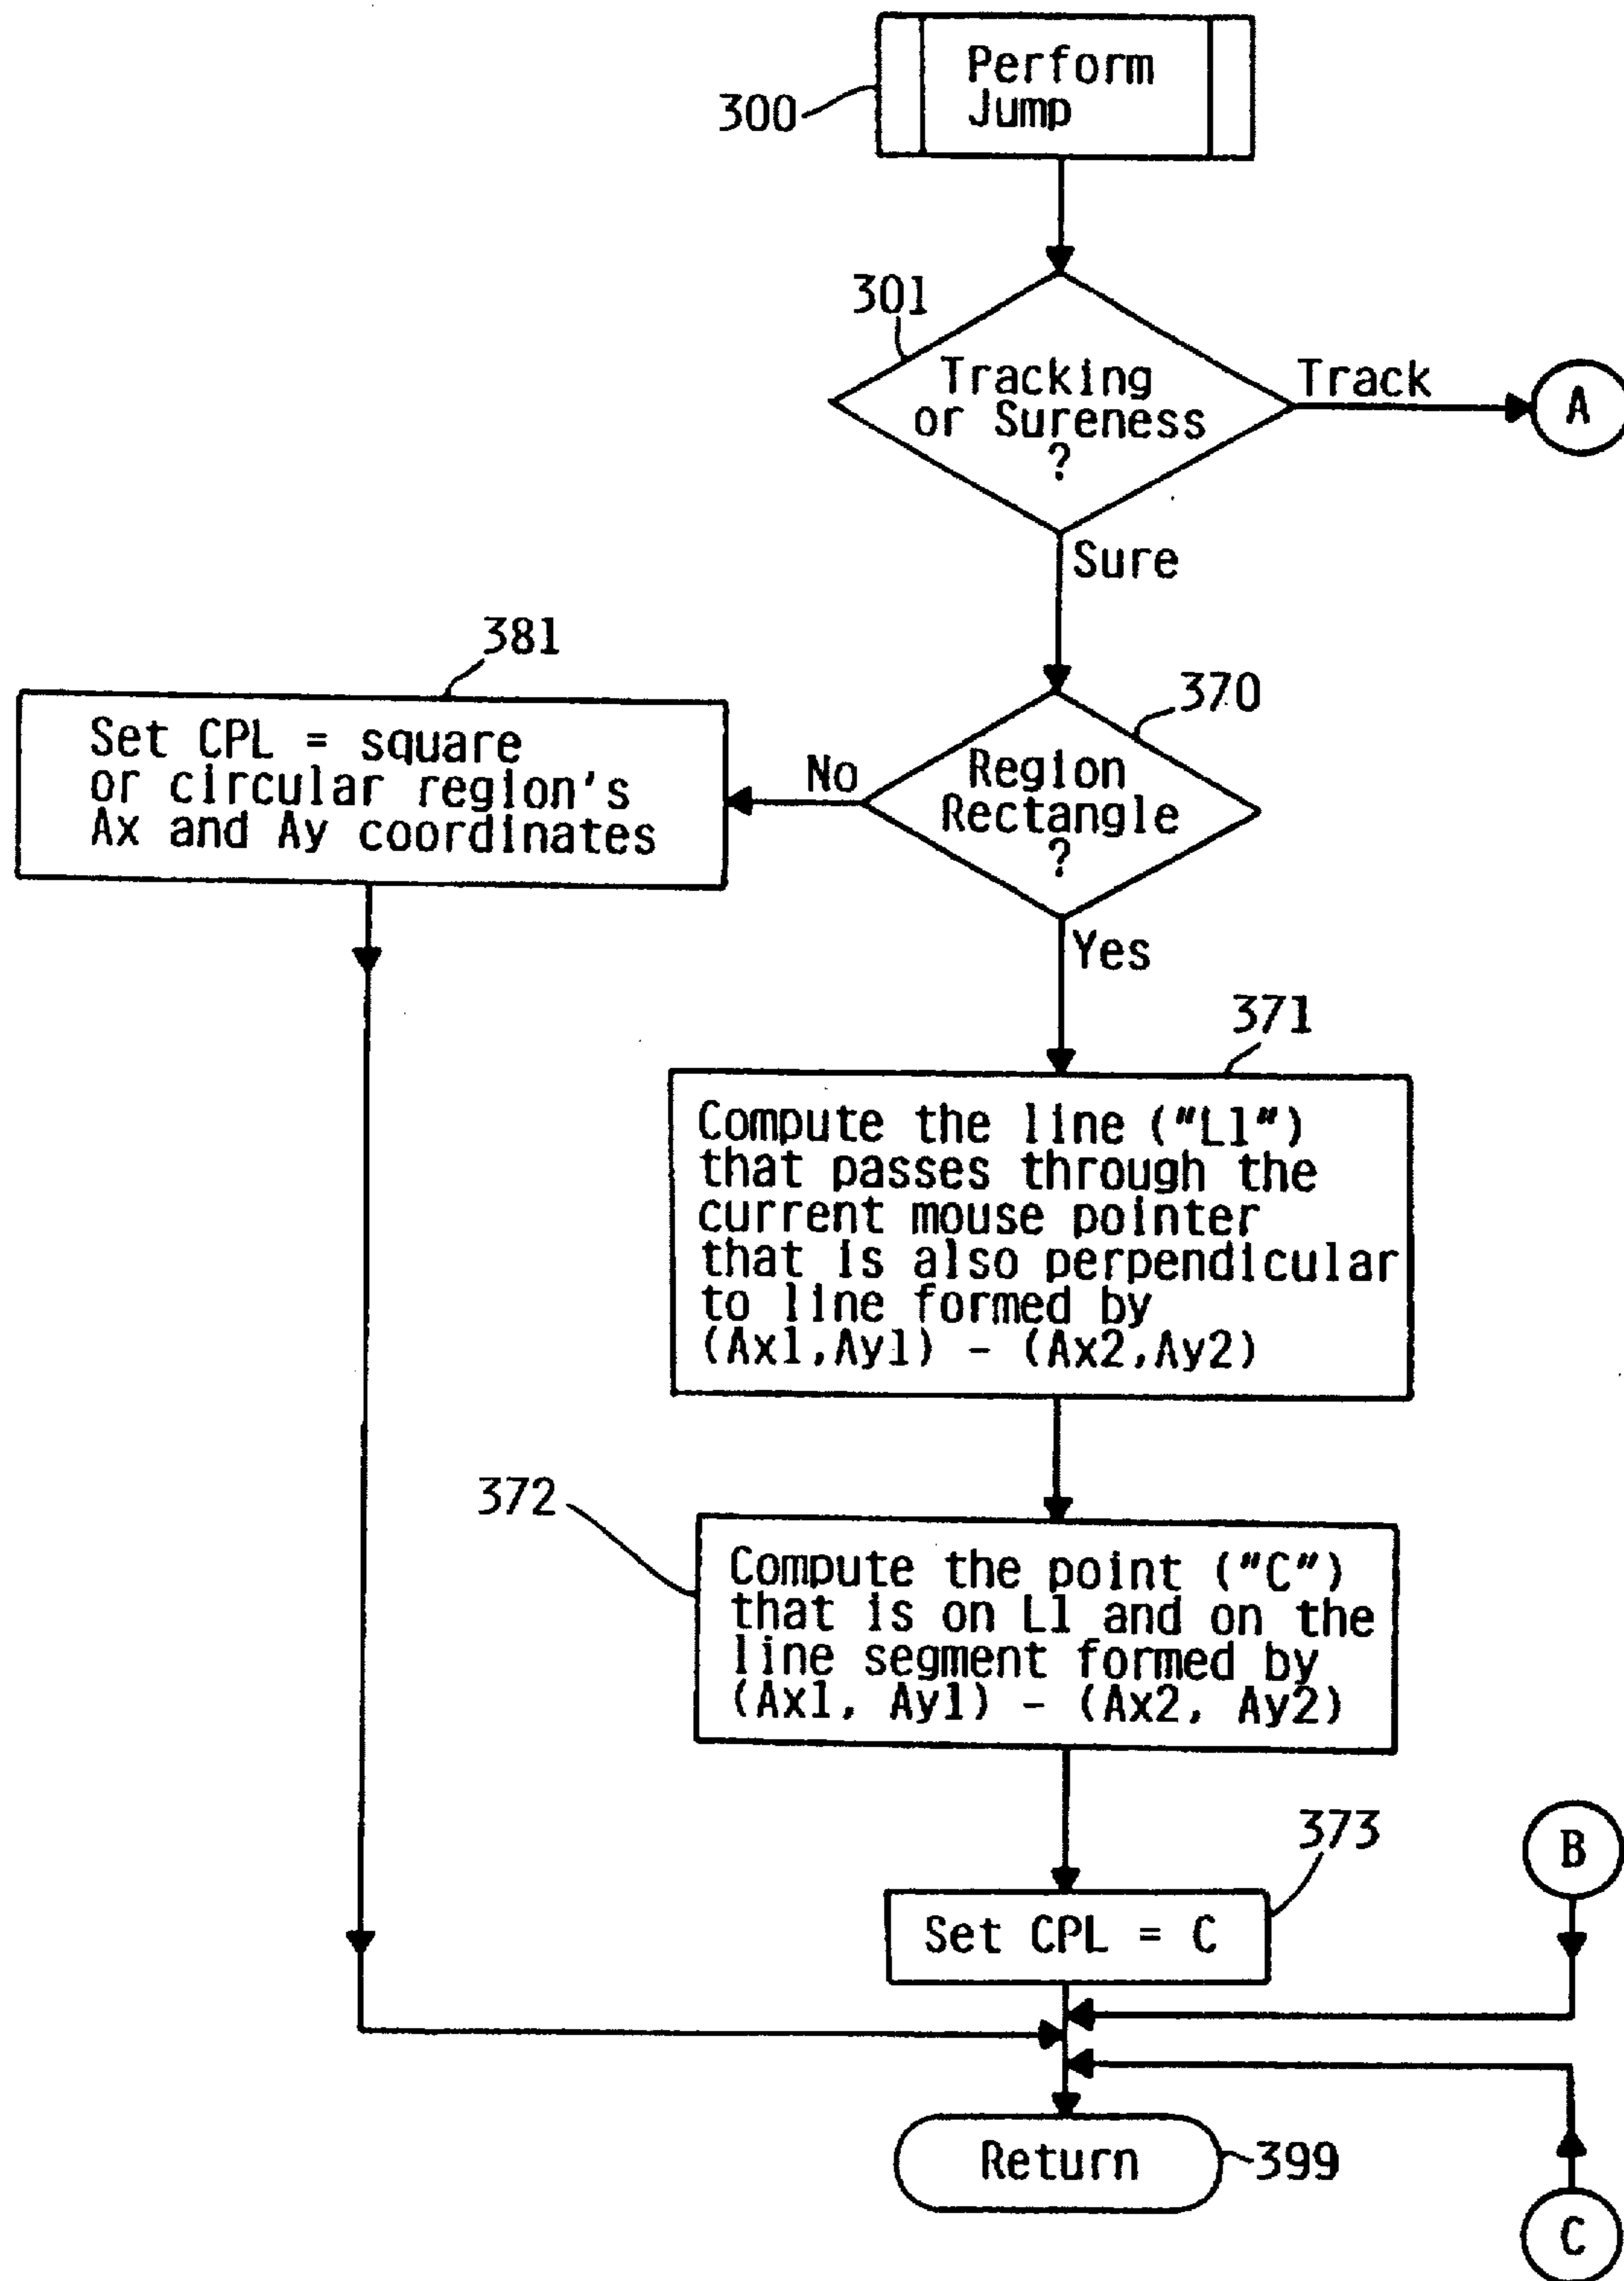 Perform
Jump
300
301
Tracking
or Sureness
?
Track
A
Sure
381
370
Set CPL = square
or circular region's
Ax and Ay coordinates
No
Region
Rectangle
?
Yes
371
Compute the line ("L1")
that passes through the
current mouse pointer
that is also perpendicular
to line formed by
(Ax1,Ay1) - (Ax2,Ay2)
372
Compute the point ("C")
that is on L1 and on the
line segment formed by
(Ax1, Ay1) - (Ax2, Ay2)
373
B
Set CPL = C
Return
399
C